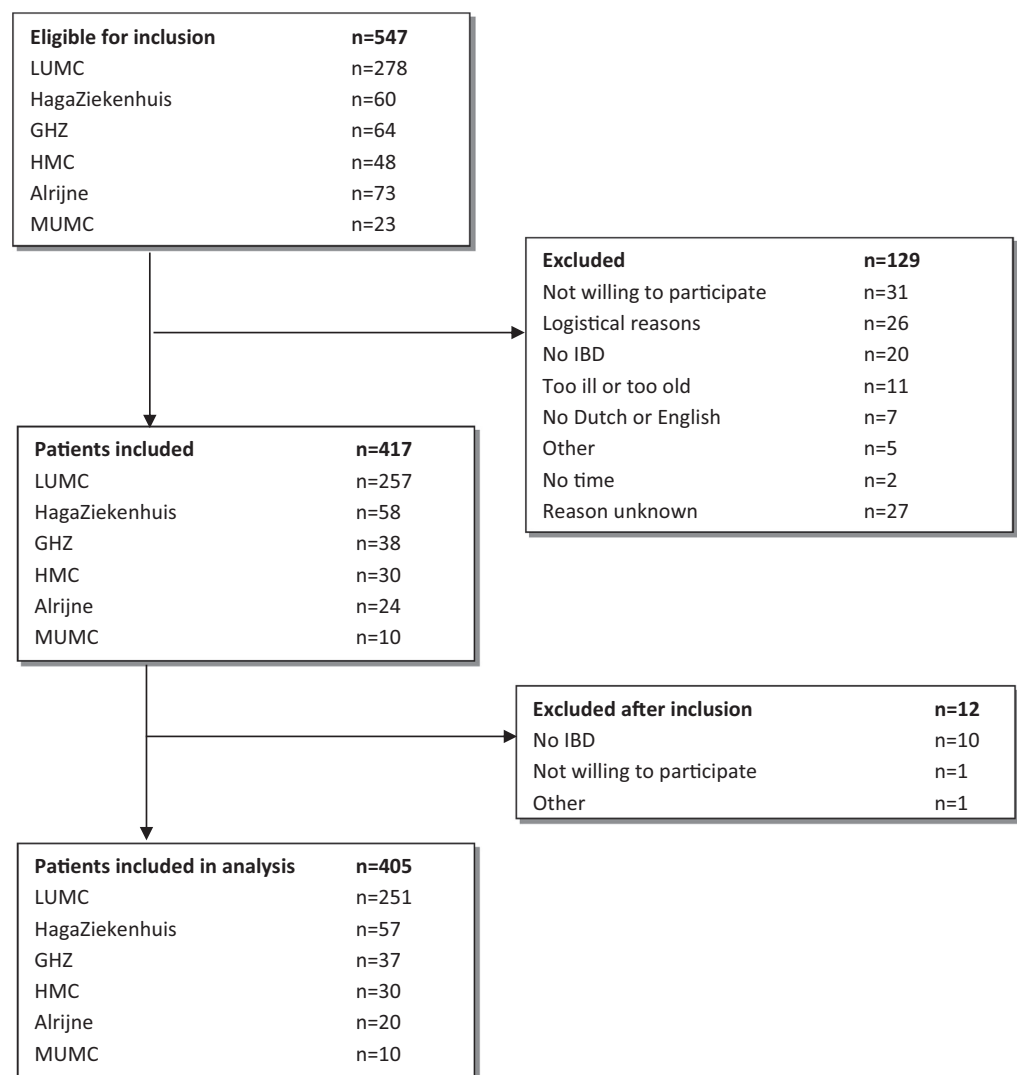 Eligible for inclusion n=547
LUMC n=278
HagaZiekenhuis n=60
GHZ n=64
HMC n=48
Alrijne n=73
MUMC n=23
Excluded n=129
Not willing to participate n=31
Logistical reasons n=26
No IBD n=20
Too ill or too old n=11
No Dutch or English n=7
Other n=5
No time n=2
Reason unknown n=27
Patients included n=417
LUMC n=257
HagaZiekenhuis n=58
GHZ n=38
HMC n=30
Alrijne n=24
MUMC n=10
Excluded after inclusion n=12
No IBD n=10
Not willing to participate n=1
Other n=1
Patients included in analysis n=405
LUMC n=251
HagaZiekenhuis n=57
GHZ n=37
HMC n=30
Alrijne n=20
MUMC n=10